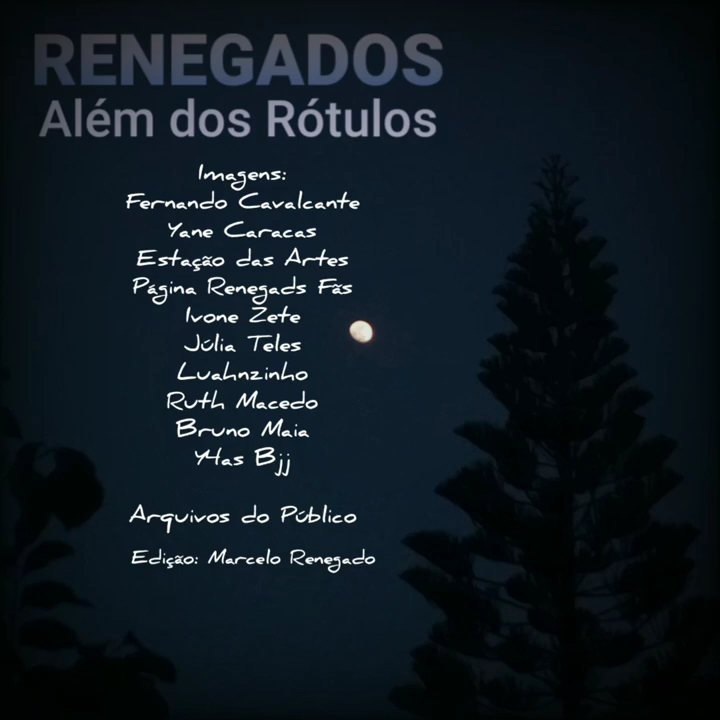 RENEGADOS
Além dos Rótulos
Imagens:
Fernando Cavalcante
Yane Caracas
Estação das Artes
Página Renegads Fãs
Ivone Zete
Júlia Teles
Luahnzinho
Ruth Macedo
Bruno Maia
Yhas Bjj
Arquivos do Público
Edição: Marcelo Renegado